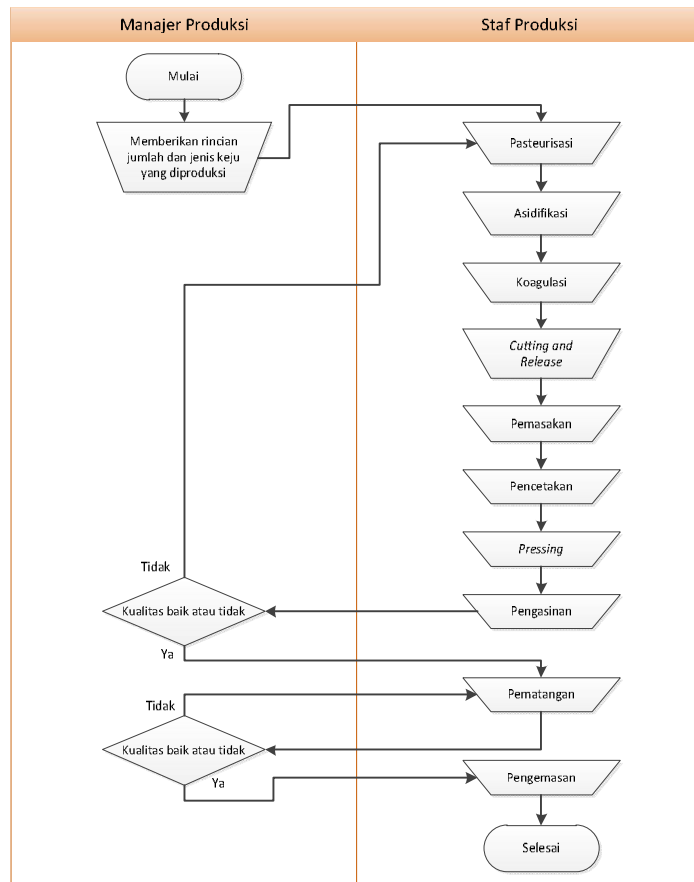 Manajer Produksi
Staf Produksi
Mulai
Memberikan rincian
jumlah dan jenis keju
yang diproduksi
Pasteurisasi
Asidifikasi
Koagulasi
Cutting and
Release
Pemasakan
Pencetakan
Pressing
Tidak
Kualitas baik atau tidak
Pengasinan
Ya
Pematangan
Tidak
Kualitas baik atau tidak
Ya
Pengemasan
Selesai